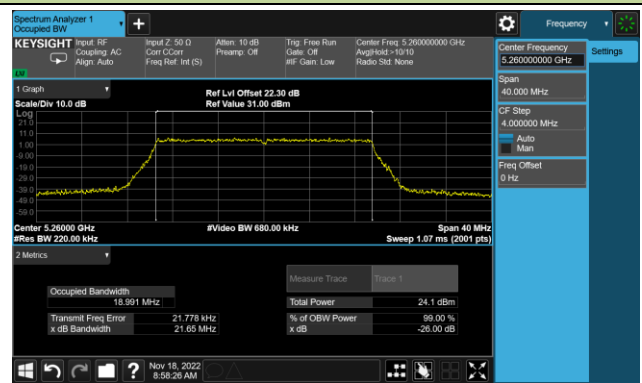 Spectrum Analyzer 1
Occupied BW
Frequency
KEYSIGHT
Input: RF
Coupling: AC
Align: Auto
Input Z: 50 Ω
Corr CCorr
Freq Ref: Int (S)
Atten: 10 dB
Preamp: Off
Trig: Free Run
Gate: Off
#IF Gain: Low
Center Freq: 5.260000000 GHz
Avg|Hold:>10/10
Radio Std: None
Center Frequency
5.260000000 GHz
Settings
Span
40.000 MHz
CF Step
4.000000 MHz
Auto
Man
Freq Offset
0 Hz
1 Graph
Scale/Div 10.0 dB
Ref Lvl Offset 22.30 dB
Ref Value 31.00 dBm
Log
21.0
11.0
1.00
-9.00
-19.0
-29.0
-39.0
-49.0
-59.0
Center 5.26000 GHz
#Res BW 220.00 kHz
#Video BW 680.00 kHz
Span 40 MHz
Sweep 1.07 ms (2001 pts)
2 Metrics
Measure Trace
Trace 1
Occupied Bandwidth
18.991 MHz
Total Power
24.1 dBm
Transmit Freq Error
21.778 kHz
% of OBW Power
99.00 %
x dB Bandwidth
21.65 MHz
x dB
-26.00 dB
Nov 18, 2022
8:58:26 AM